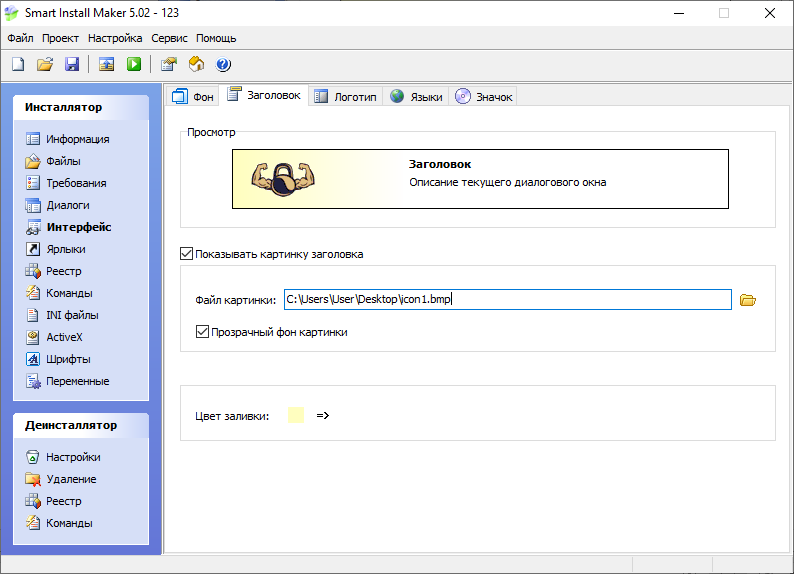 Smart Install Maker 5.02 - 123
Файл Проект Настройка Сервис Помощь
Инсталлятор
Информация
Файлы
Требования
Диалоги
Интерфейс
Ярлыки
Реестр
Команды
INI файлы
ActiveX
Шрифты
Переменные
Деинсталлятор
Настройки
Удаление
Реестр
Команды
Фон Заголовок Логотип Языки Значок
Просмотр
Заголовок
Описание текущего диалогового окна
Показывать картинку заголовка
Файл картинки: C:\Users\User\Desktop\icon1.bmp
Прозрачный фон картинки
Цвет заливки: =>